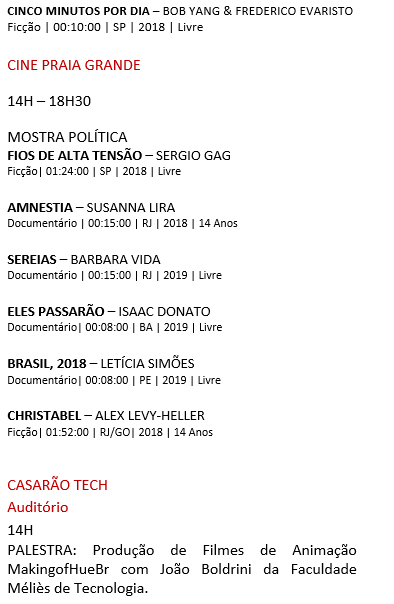 CINCO MINUTOS POR DIA – BOB YANG & FREDERICO EVARISTO
Ficção | 00:10:00 | SP | 2018 | Livre
CINE PRAIA GRANDE
14H – 18H30
MOSTRA POLÍTICA
FIOS DE ALTA TENSÃO – SERGIO GAG
Ficção| 01:24:00 | SP | 2018 | Livre
AMNESTIA – SUSANNA LIRA
Documentário | 00:15:00 | RJ | 2018 | 14 Anos
SEREIAS – BARBARA VIDA
Documentário | 00:15:00 | RJ | 2019 | Livre
ELES PASSARÃO – ISAAC DONATO
Documentário| 00:08:00 | BA | 2019 | Livre
BRASIL, 2018 – LETÍCIA SIMÕES
Documentário| 00:08:00 | PE | 2019 | Livre
CHRISTABEL – ALEX LEVY-HELLER
Ficção| 01:52:00 | RJ/GO| 2018 | 14 Anos
CASARÃO TECH
Auditório
14H
PALESTRA: Produção de Filmes de Animação
MakingofHueBr com João Boldrini da Faculdade
Méliès de Tecnologia.